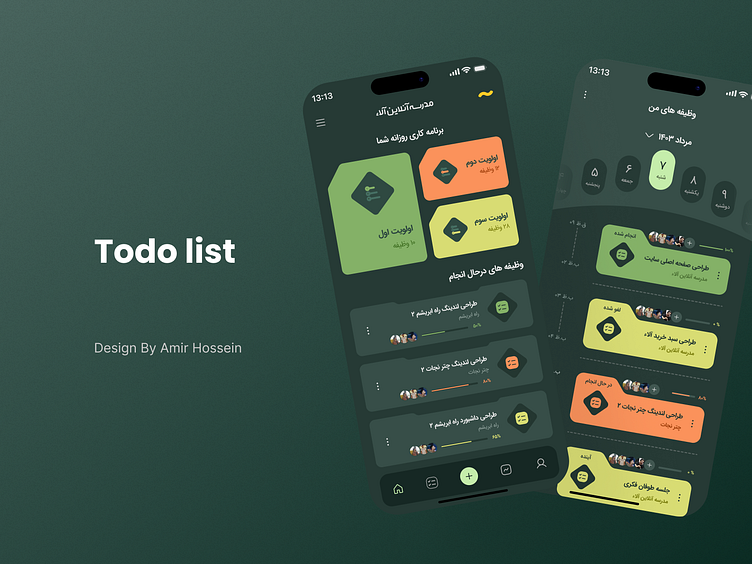 Todo list
Design By Amir Hossein
13:13
مدرسه آنلاین آلاء
برنامه کاری روزانه شما
اولویت اول
۱۰ وظیفه
اولویت دوم
۱۲ وظیفه
اولویت سوم
۲۸ وظیفه
وظیفه های درحال انجام
طراحی لندینگ راه ابریشم ۲
راه ابریشم
۵۰%
طراحی لندینگ چتر نجات ۲
چتر نجات
۸۰%
طراحی داشبورد راه ابریشم ۲
راه ابریشم
۶۵%
13:13
وظیفه های من
مرداد ۱۴۰۳
۵
پنجشنبه
۶
جمعه
۷
شنبه
۸
یکشنبه
۹
دوشنبه
انجام شده
۱۰۰%
طراحی صفحه اصلی سایت
مدرسه آنلاین آلاء
لغو شده
۰%
طراحی سبد خرید آلاء
مدرسه آنلاین آلاء
در حال انجام
۸۰%
طراحی لندینگ چتر نجات ۲
چتر نجات
آینده
۰%
جلسه طوفان فکری
مدرسه آنلاین آلاء